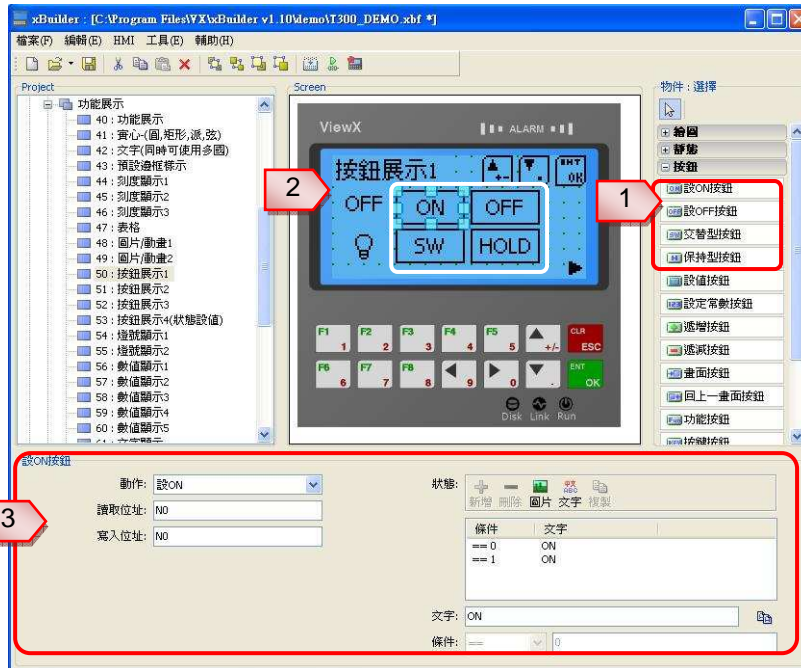 xBuilder : [C:\Program Files\VX\xBuilder v1.10\demo\T300_DEMO.xbf *]
檔案(F) 編輯(E) HMI 工具(E) 輔助(H)
Project
功能展示
40 : 功能展示
41 : 實心-(圓,矩形,派,弦)
42 : 文字(同時可使用多國)
43 : 預設邊框樣示
44 : 刻度顯示1
45 : 刻度顯示2
46 : 刻度顯示3
47 : 表格
48 : 圖片/動畫1
49 : 圖片/動畫2
50 : 按鈕展示1
51 : 按鈕展示2
52 : 按鈕展示3
53 : 按鈕展示4(狀態設值)
54 : 燈號顯示1
55 : 燈號顯示2
56 : 數值顯示1
57 : 數值顯示2
58 : 數值顯示3
59 : 數值顯示4
60 : 數值顯示5
Screen
ViewX
ALARM
按鈕展示1
+-
.
ENT
OK
OFF
ON
OFF
SW
HOLD
F1 1
F2 2
F3 3
F4 4
F5 5
+/-
CLR ESC
F6 6
F7 7
F8 8
9
0
.
ENT OK
Disk Link Run
物件 : 選擇
繪圖
靜態
按鈕
設ON按鈕
設OFF按鈕
交替型按鈕
保持型按鈕
設值按鈕
設定常數按鈕
遞增按鈕
遞減按鈕
畫面按鈕
回上一畫面按鈕
功能按鈕
按鍵按鈕
1
2
3
設ON按鈕
動作: 設ON
讀取位址: N0
寫入位址: N0
狀態:
新增 刪除 圖片 文字 複製
條件 文字
== 0 ON
== 1 ON
文字: ON
條件: == 0